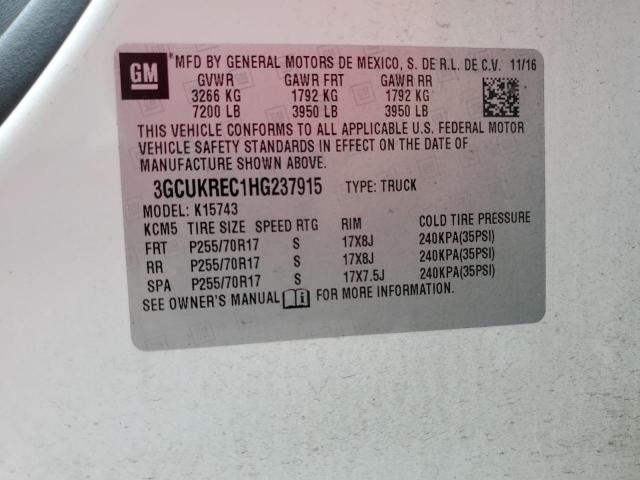 GM
MFD BY GENERAL MOTORS DE MEXICO, S. DE R.L. DE C.V. 11/16
GVWR GAWR FRT GAWR RR
3266 KG 1792 KG 1792 KG
7200 LB 3950 LB 3950 LB
THIS VEHICLE CONFORMS TO ALL APPLICABLE U.S. FEDERAL MOTOR
VEHICLE SAFETY STANDARDS IN EFFECT ON THE DATE OF
MANUFACTURE SHOWN ABOVE.
3GCUKREC1HG237915 TYPE: TRUCK
MODEL: K15743
KCM5 TIRE SIZE SPEED RTG RIM COLD TIRE PRESSURE
FRT P255/70R17 S 17X8J 240KPA(35PSI)
RR P255/70R17 S 17X8J 240KPA(35PSI)
SPA P255/70R17 S 17X7.5J 240KPA(35PSI)
SEE OWNER'S MANUAL FOR MORE INFORMATION.